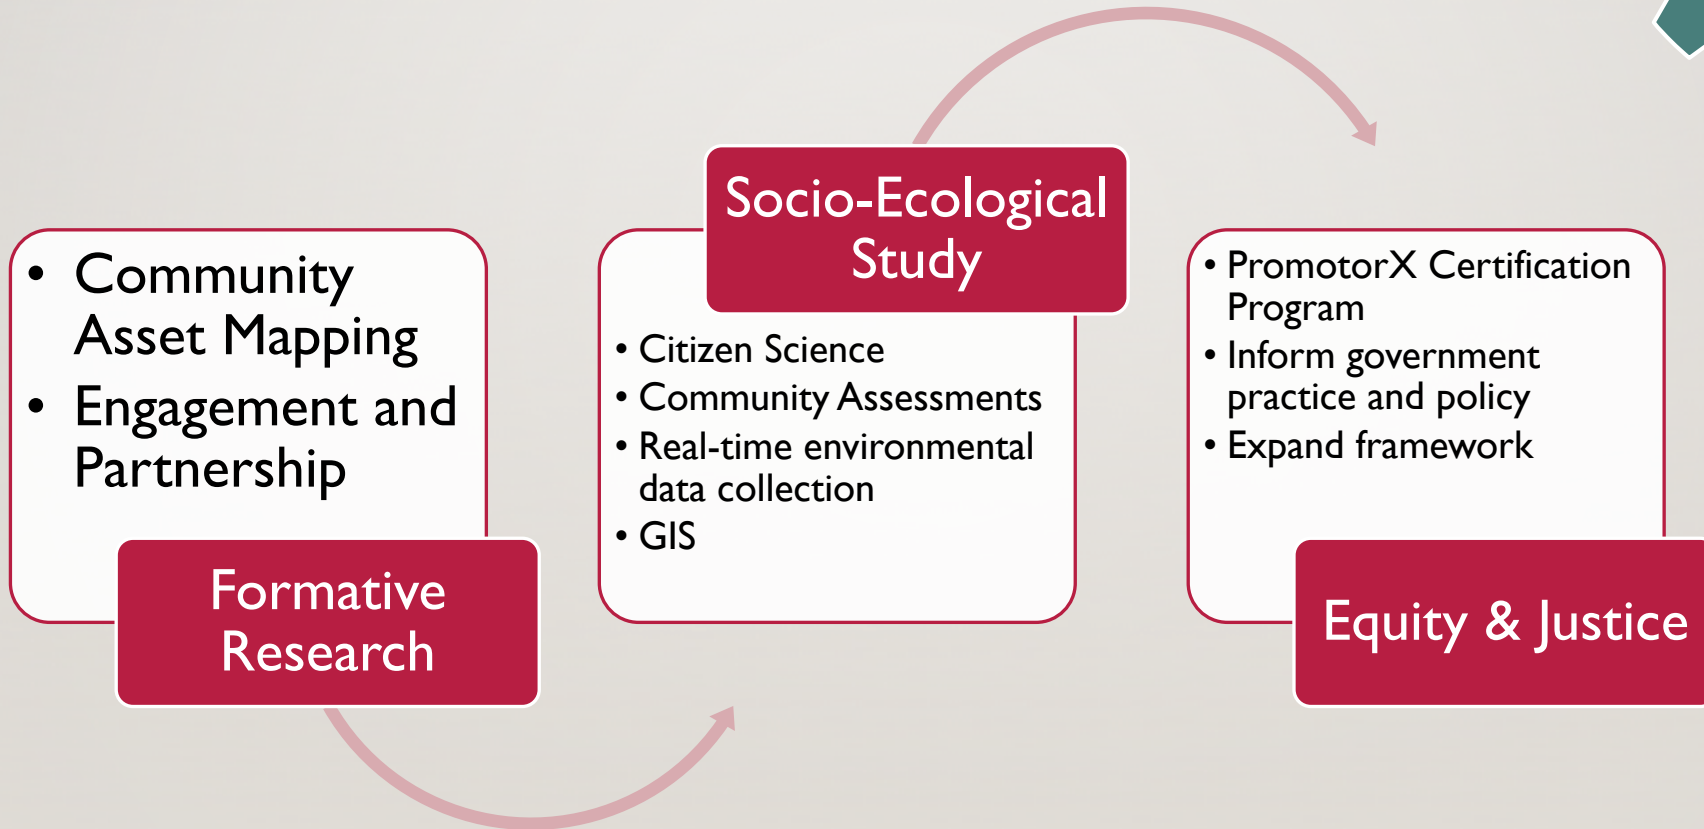 • Community
Asset Mapping
• Engagement and
Partnership
Formative
Research
Socio-Ecological
Study
• Citizen Science
• Community Assessments
• Real-time environmental
data collection
• GIS
• PromotorX Certification
Program
• Inform government
practice and policy
• Expand framework
Equity & Justice